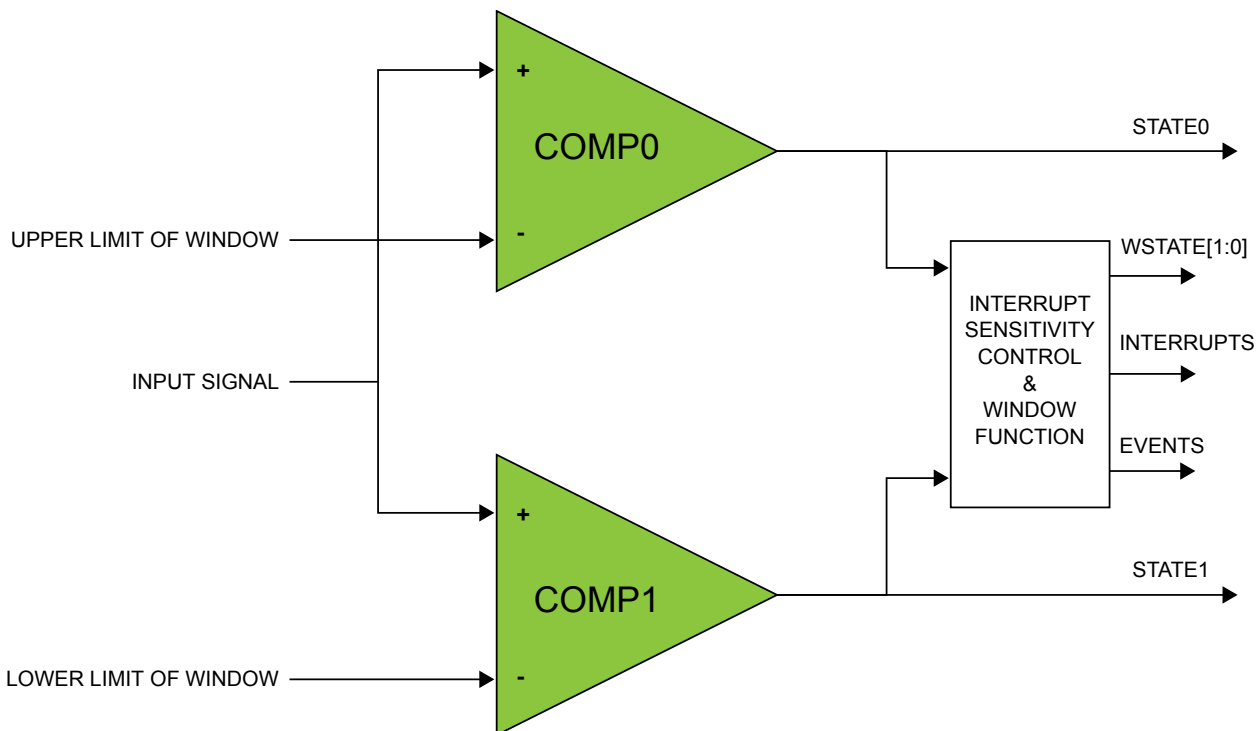 +
COMP0
-
STATE0
UPPER LIMIT OF WINDOW
WSTATE[1:0]
INTERRUPT
SENSITIVITY
CONTROL
&
WINDOW
FUNCTION
INTERRUPTS
EVENTS
INPUT SIGNAL
+
COMP1
-
STATE1
LOWER LIMIT OF WINDOW